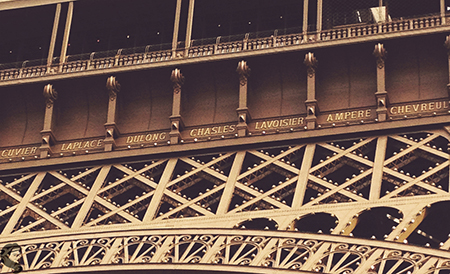 CUVIER LAPLACE DULONG CHASLES LAVOISIER AMPERE CHEVREUL